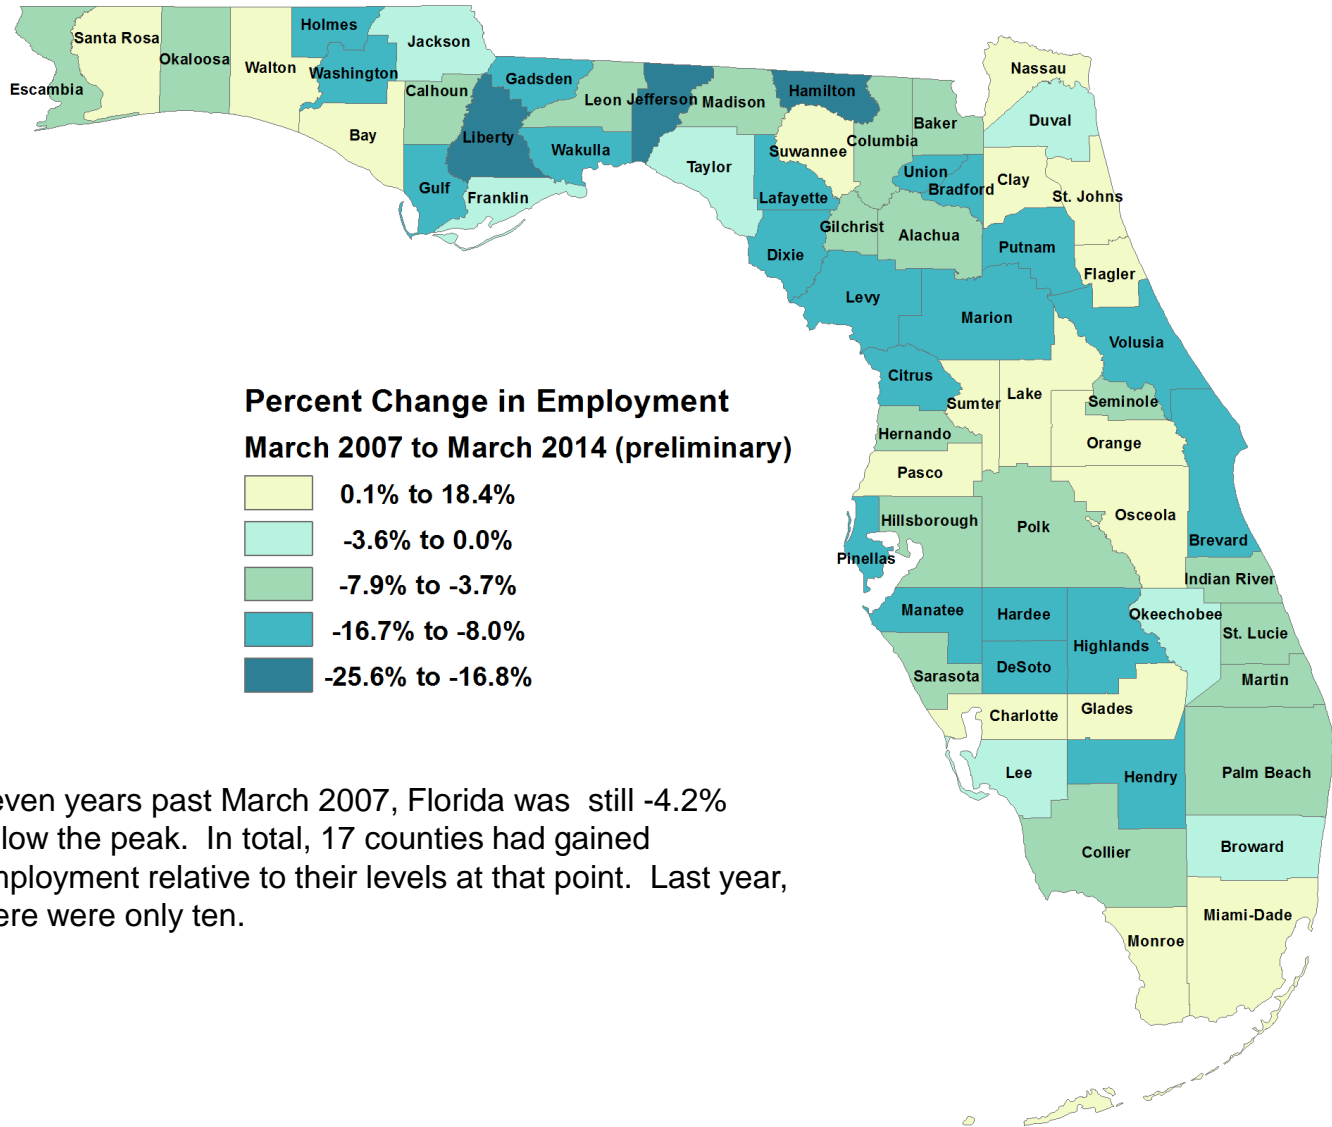 Holmes
Santa Rosa
Jackson
Okaloosa
Walton
Washington
Escambia
Calhoun
Bay
Gadsden
Leon
Jefferson
Madison
Hamilton
Liberty
Wakulla
Gulf
Franklin
Taylor
Suwannee
Columbia
Baker
Nassau
Duval
Union
Bradford
Clay
St. Johns
Lafayette
Gilchrist
Alachua
Putnam
Dixie
Flagler
Levy
Marion
Volusia
Citrus
Sumter
Lake
Seminole
Hernando
Orange
Pasco
Osceola
Hillsborough
Polk
Brevard
Pinellas
Indian River
Manatee
Hardee
Okeechobee
Highlands
St. Lucie
DeSoto
Sarasota
Martin
Charlotte
Glades
Lee
Hendry
Palm Beach
Collier
Broward
Monroe
Miami-Dade
Percent Change in Employment
March 2007 to March 2014 (preliminary)
0.1% to 18.4%
-3.6% to 0.0%
-7.9% to -3.7%
-16.7% to -8.0%
-25.6% to -16.8%
even years past March 2007, Florida was still -4.2%
low the peak. In total, 17 counties had gained
nployment relative to their levels at that point. Last year,
ere were only ten.